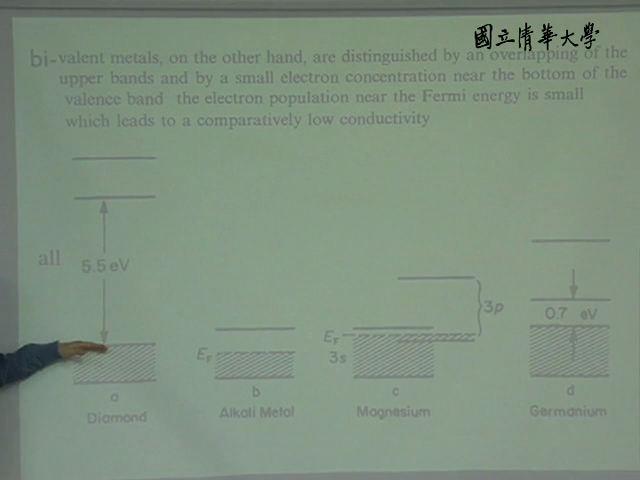 國立清華大學
bi-valent metals, on the other hand, are distinguished by an overlapping of the
upper bands and by a small electron concentration near the bottom of the
valence band the electron population near the Fermi energy is small
which leads to a comparatively low conductivity
all
5.5 eV
3p
0.7 eV
EF
EF
3s
a
b
c
d
Diamond
Alkali Metal
Magnesium
Germanium